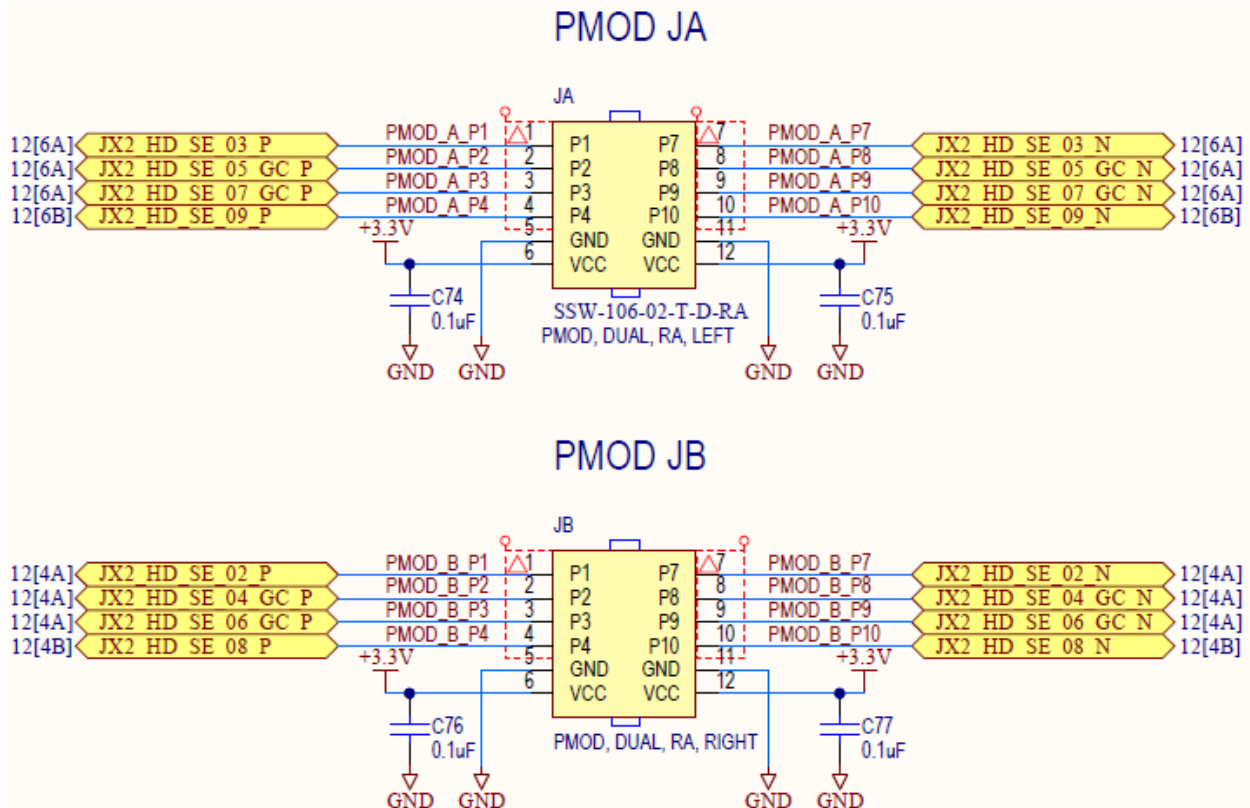 PMOD JA
JA
12[6A] JX2_HD_SE_03_P PMOD_A_P1 1 P1 P7 7 PMOD_A_P7 JX2_HD_SE_03_N 12[6A]
12[6A] JX2_HD_SE_05_GC_P PMOD_A_P2 2 P2 P8 8 PMOD_A_P8 JX2_HD_SE_05_GC_N 12[6A]
12[6A] JX2_HD_SE_07_GC_P PMOD_A_P3 3 P3 P9 9 PMOD_A_P9 JX2_HD_SE_07_GC_N 12[6A]
12[6B] JX2_HD_SE_09_P PMOD_A_P4 4 P4 P10 10 PMOD_A_P10 JX2_HD_SE_09_N 12[6B]
+3.3V 5 GND GND 11 +3.3V
6 VCC VCC 12
C74 SSW-106-02-T-D-RA C75
0.1uF PMOD, DUAL, RA, LEFT 0.1uF
GND GND GND GND
PMOD JB
JB
12[4A] JX2_HD_SE_02_P PMOD_B_P1 1 P1 P7 7 PMOD_B_P7 JX2_HD_SE_02_N 12[4A]
12[4A] JX2_HD_SE_04_GC_P PMOD_B_P2 2 P2 P8 8 PMOD_B_P8 JX2_HD_SE_04_GC_N 12[4A]
12[4A] JX2_HD_SE_06_GC_P PMOD_B_P3 3 P3 P9 9 PMOD_B_P9 JX2_HD_SE_06_GC_N 12[4A]
12[4B] JX2_HD_SE_08_P PMOD_B_P4 4 P4 P10 10 PMOD_B_P10 JX2_HD_SE_08_N 12[4B]
+3.3V 5 GND GND 11 +3.3V
6 VCC VCC 12
C76 C77
0.1uF PMOD, DUAL, RA, RIGHT 0.1uF
GND GND GND GND